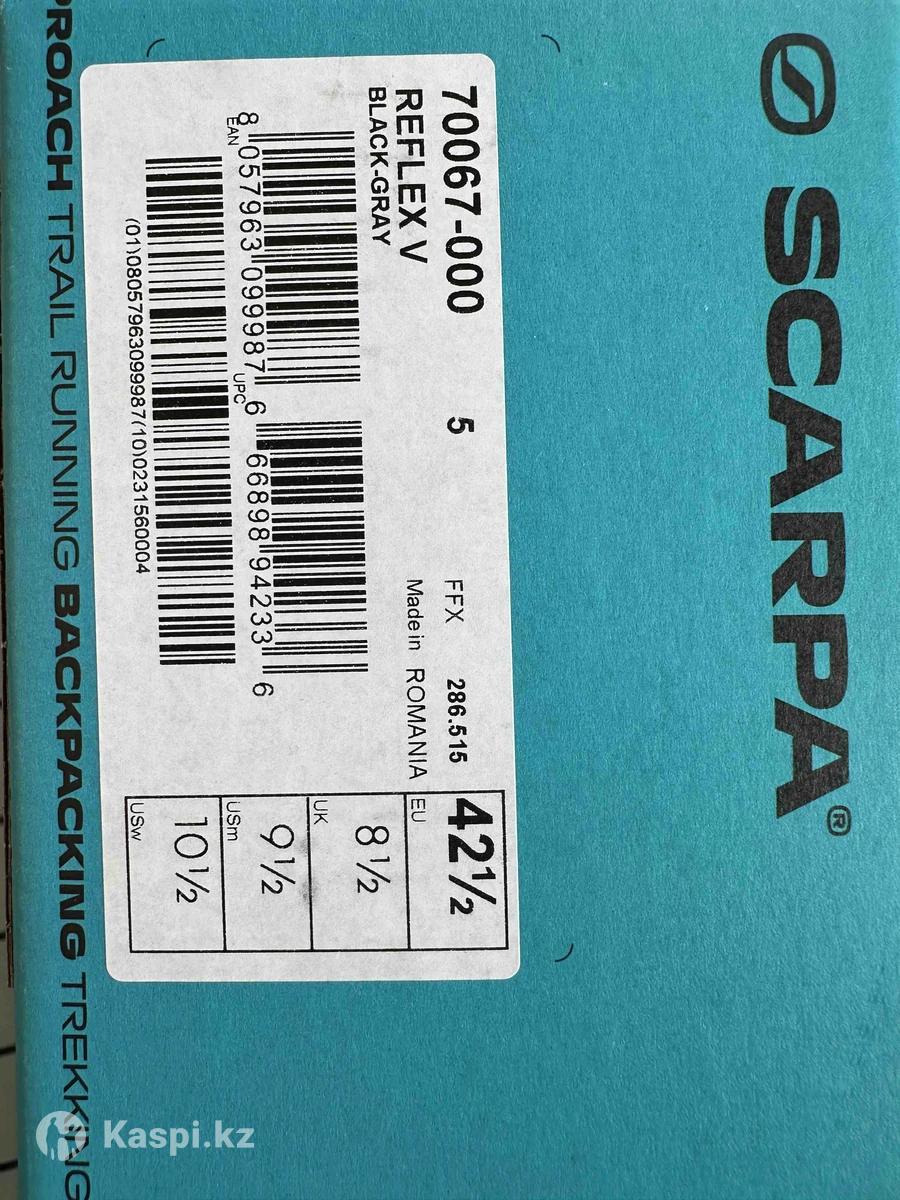 SCARPA®
70067-000 5 FFX 286.515
REFLEX V Made in ROMANIA
BLACK-GRAY
EAN
8 057963 099987
UPC
6 66898 94233 6
(01)08057963099987(10)0231560004
EU 42½
UK 8½
USm 9½
USw 10½
PROACH TRAIL RUNNING BACKPACKING TREKKING
Kaspi.kz